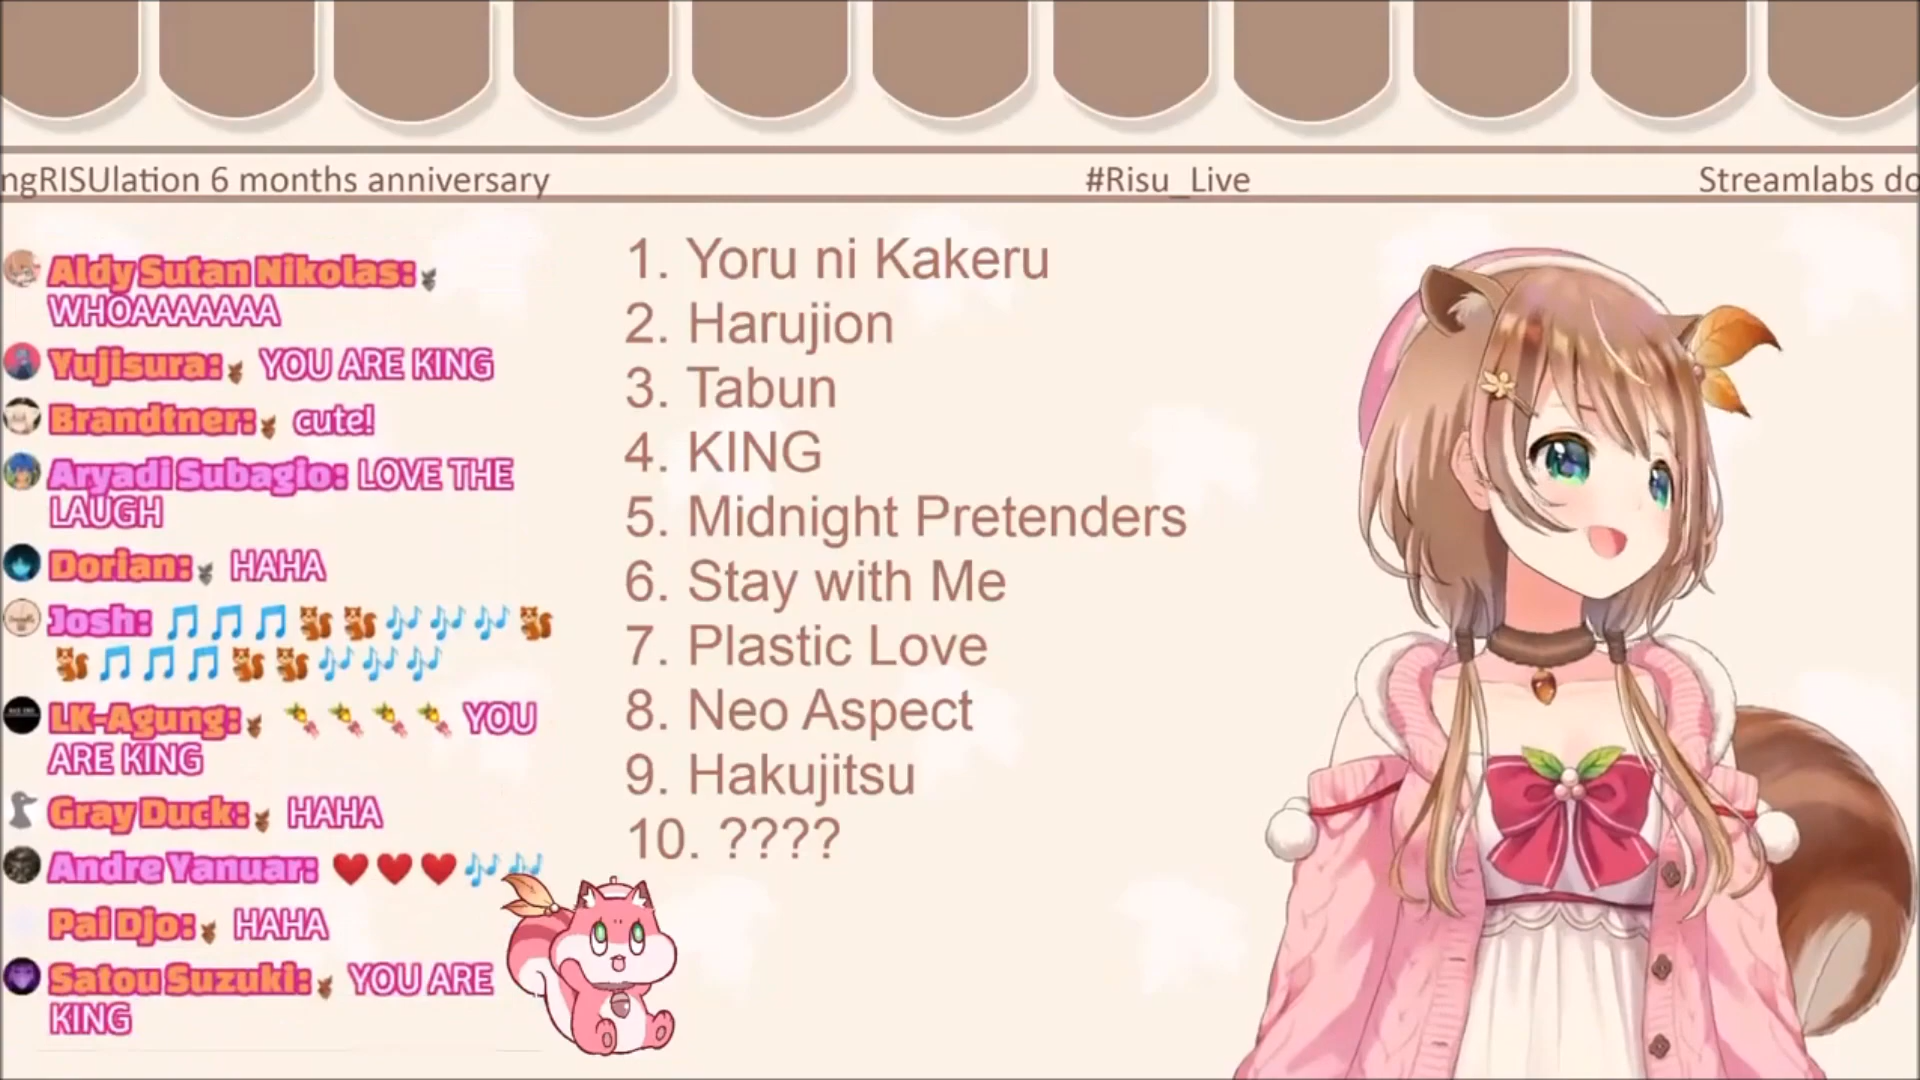 ngRISUlation 6 months anniversary #Risu_Live Streamlabs do
Aldy Sutan Nikolas:
WHOAAAAAAA
Yujisura: YOU ARE KING
Brandtner: cute!
Aryadi Subagio: LOVE THE
LAUGH
Dorian: HAHA
Josh: 🎵🎵🎵🐿️🐿️🎶🎶🎶🐿️
🐿️🎵🎵🎵🐿️🐿️🎶🎶🎶
LK-Agung: YOU
ARE KING
Gray Duck: HAHA
Andre Yanuar: ❤️❤️❤️🎶🎶
Pai Djo: HAHA
Satou Suzuki: YOU ARE
KING
1. Yoru ni Kakeru
2. Harujion
3. Tabun
4. KING
5. Midnight Pretenders
6. Stay with Me
7. Plastic Love
8. Neo Aspect
9. Hakujitsu
10. ????